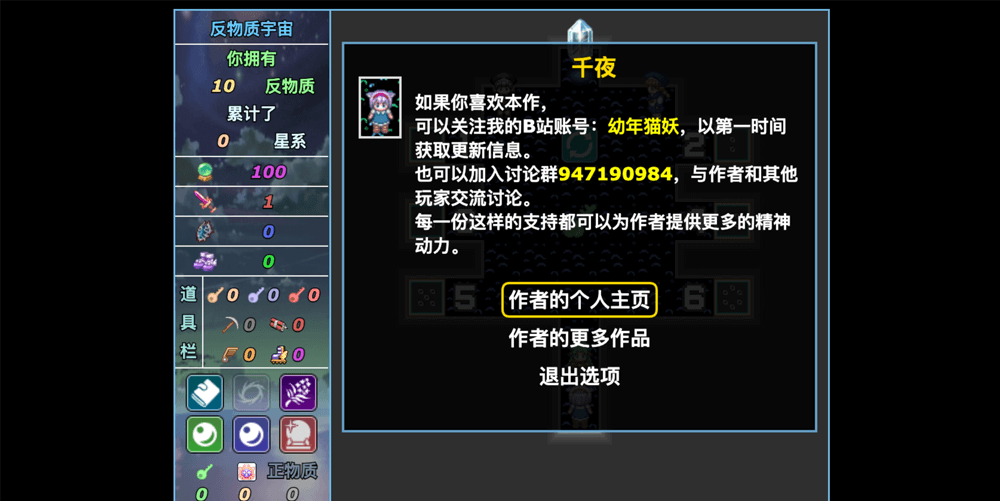 反物质宇宙
你拥有
10 反物质
累计了
0 星系
100
1
0
0
道具栏
0 0 0
0 0
0 0
正物质
0 0 0
千夜
如果你喜欢本作，
可以关注我的B站账号：幼年猫妖，以第一时间
获取更新信息。
也可以加入讨论群947190984，与作者和其他
玩家交流讨论。
每一份这样的支持都可以为作者提供更多的精神
动力。
作者的个人主页
作者的更多作品
退出选项
2
5
6